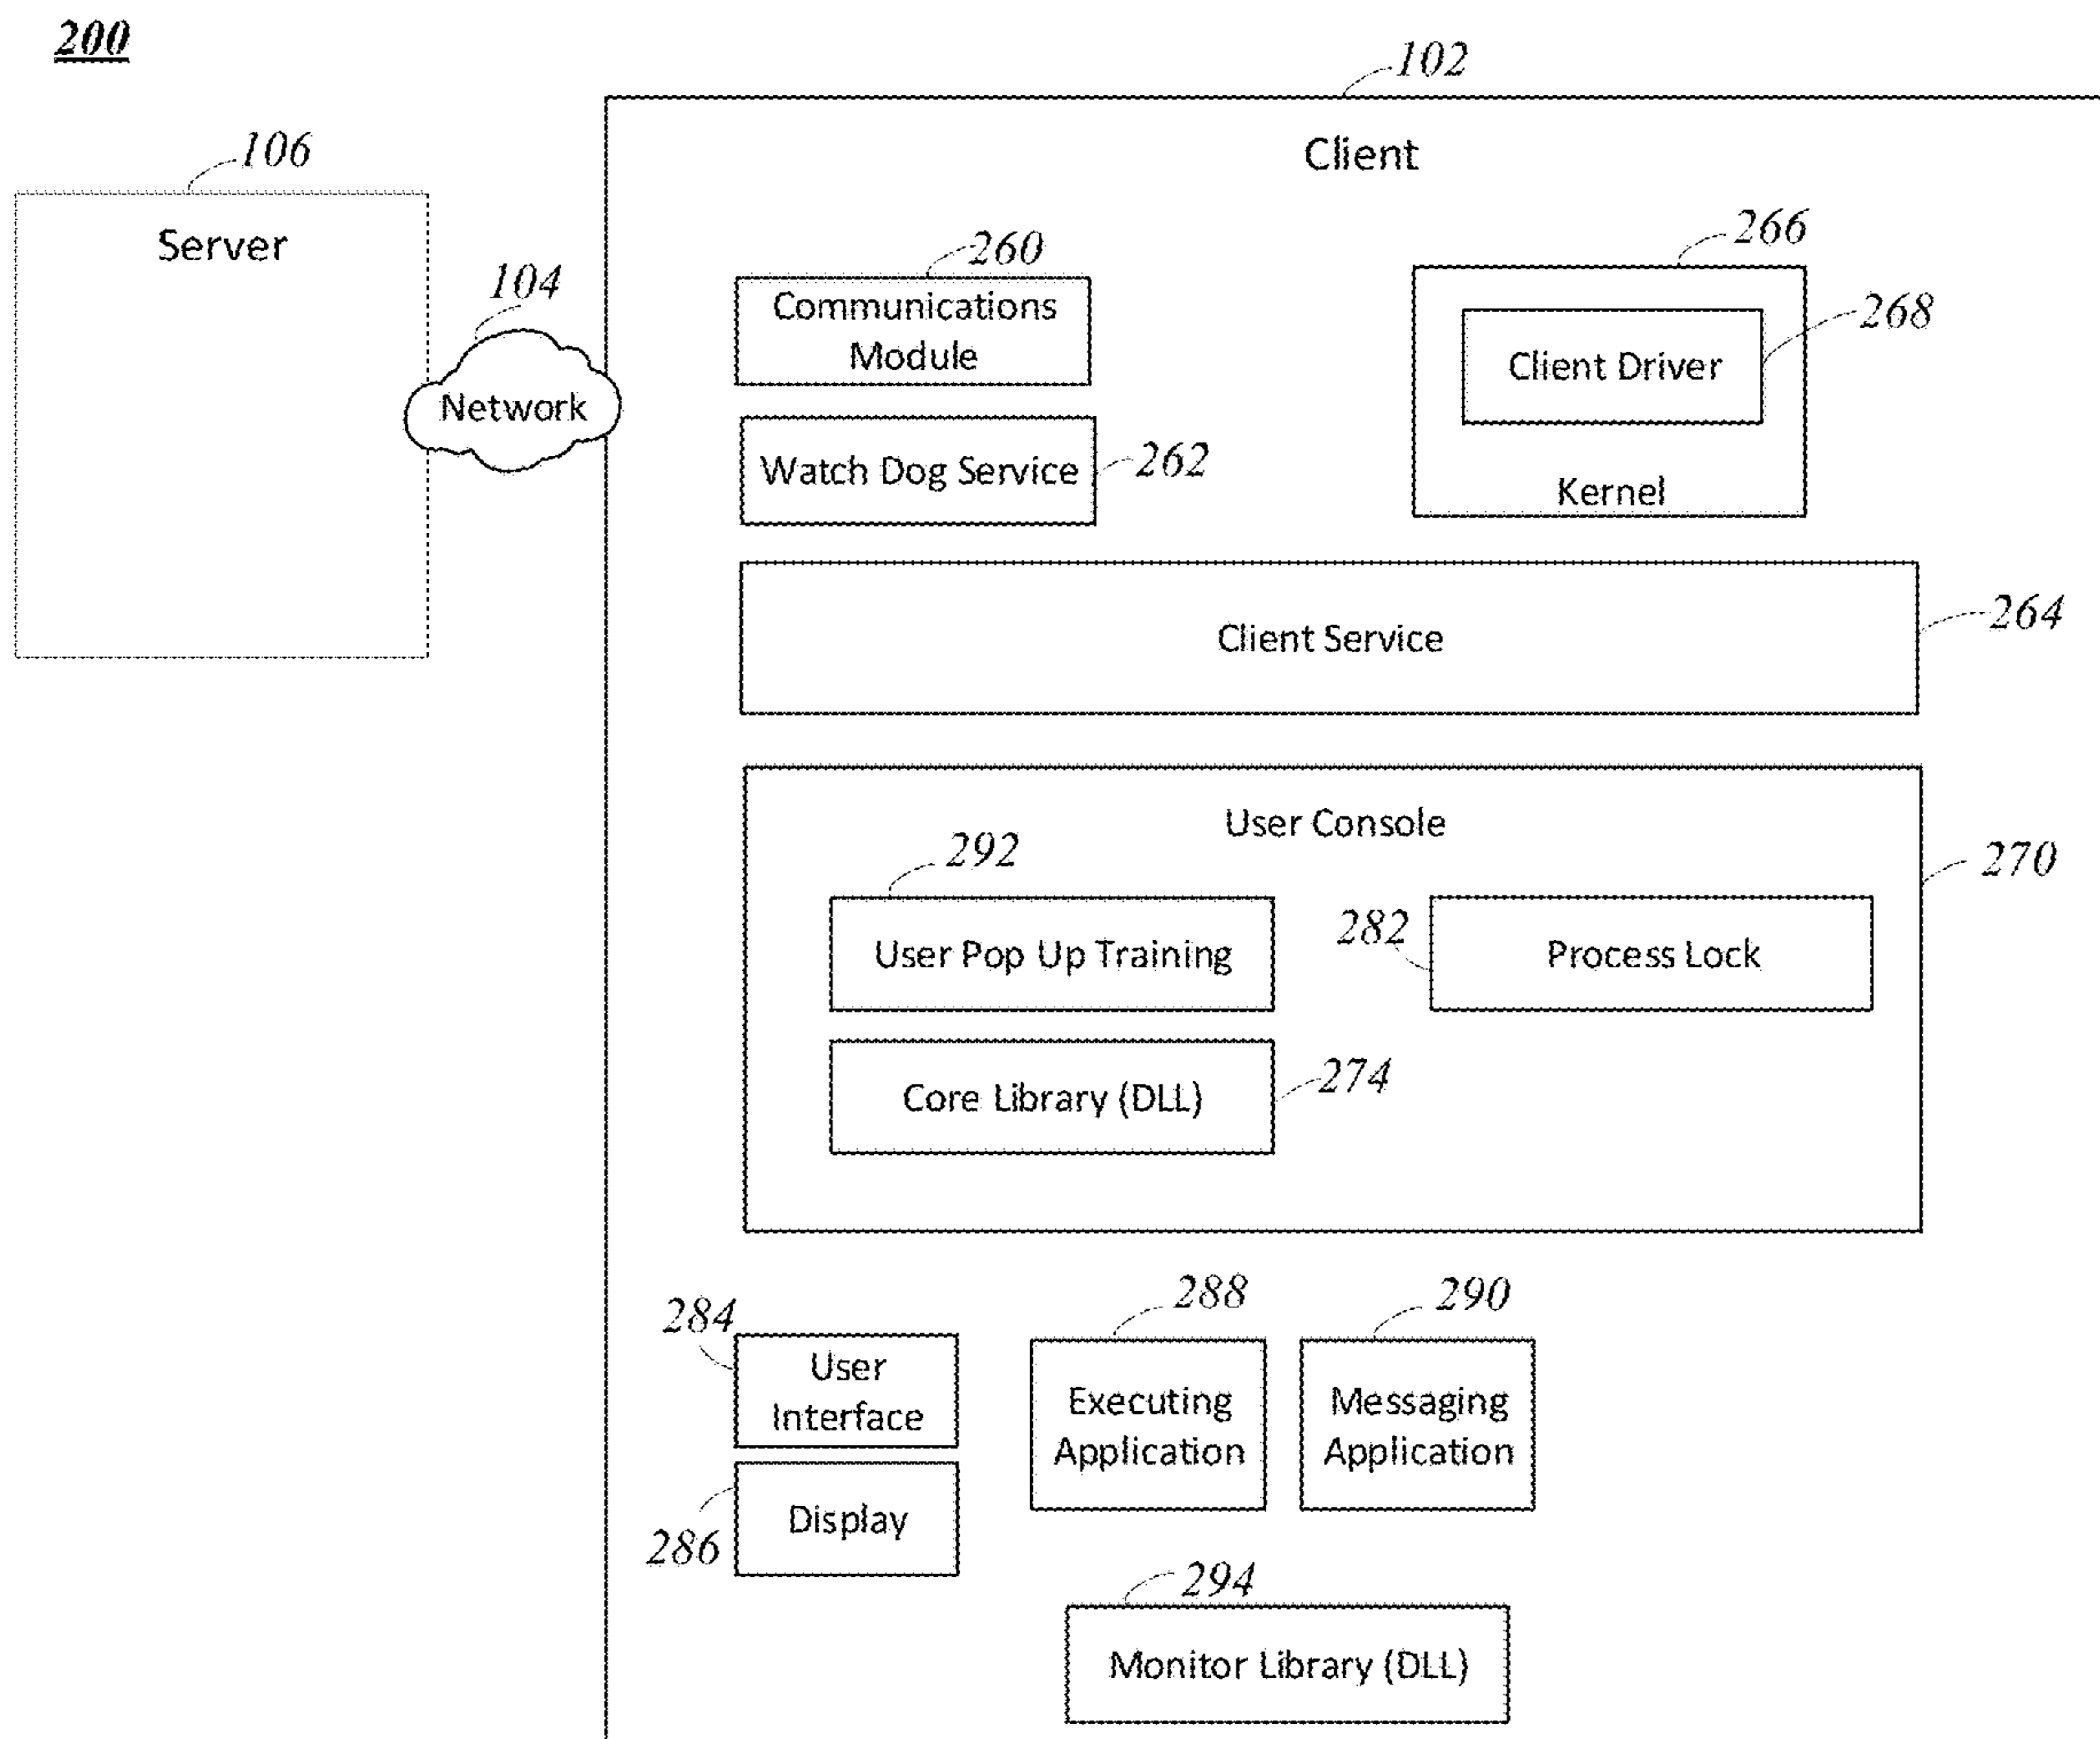 200
102
106
Client
Server
260
266
104
Communications
Module
268
Client Driver
Network
Watch Dog Service
262
Kernel
Client Service
264
User Console
292
270
282
User Pop Up Training
Process Lock
Core Library (DLL)
274
284
288
290
User
Interface
Executing
Application
Messaging
Application
Display
286
294
Monitor Library (DLL)